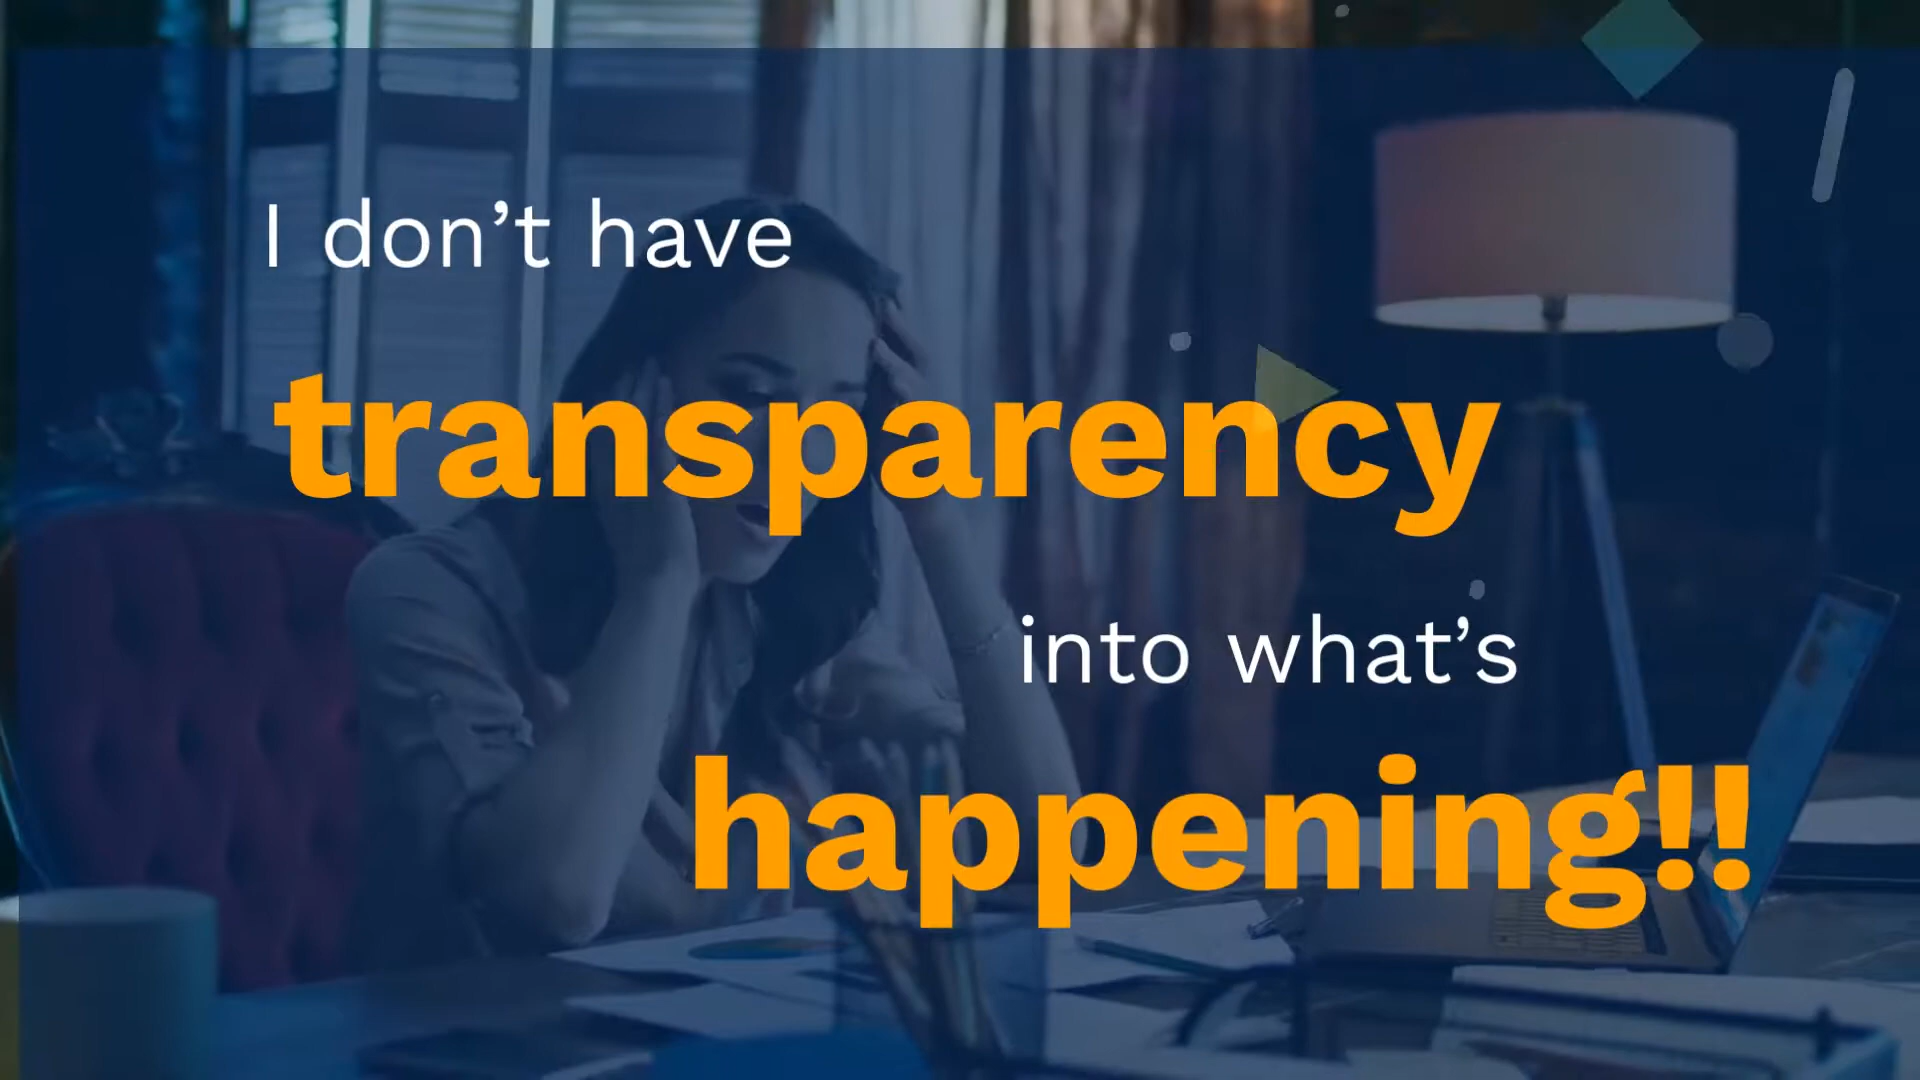 I don’t have
transparency
into what’s
happening!!